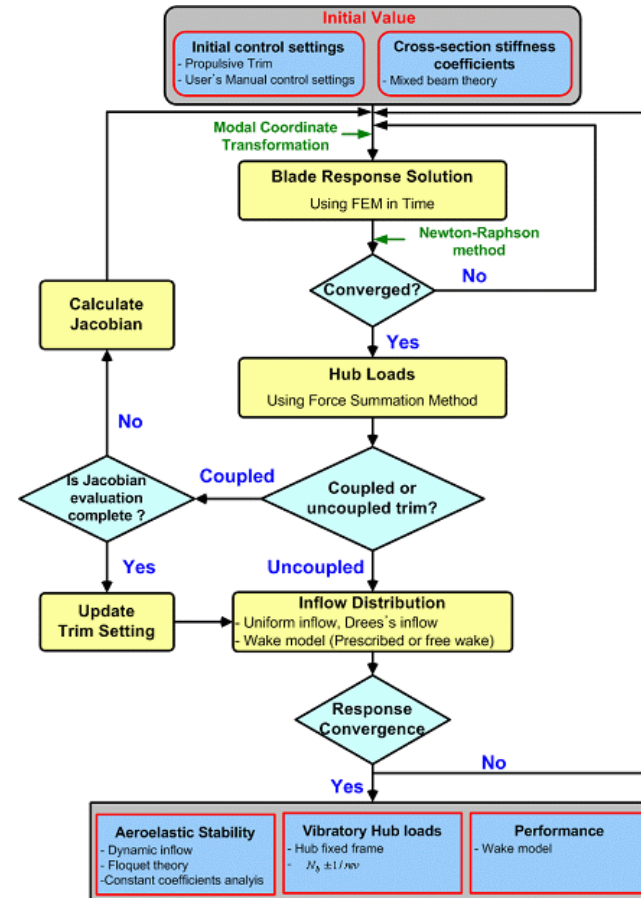 Initial Value
Initial control settings
- Propulsive Trim
- User's Manual control settings
Cross-section stiffness
coefficients
- Mixed beam theory
Modal Coordinate
Transformation
Blade Response Solution
Using FEM in Time
Newton-Raphson
method
Converged?
No
Yes
Calculate
Jacobian
Hub Loads
Using Force Summation Method
No
Is Jacobian
evaluation
complete ?
Coupled
Coupled or
uncoupled trim?
Yes
Uncoupled
Update
Trim Setting
Inflow Distribution
- Uniform inflow, Drees's inflow
- Wake model (Prescribed or free wake)
Response
Convergence
No
Yes
Aeroelastic Stability
- Dynamic inflow
- Floquet theory
-Constant coefficients analyis
Vibratory Hub loads
- Hub fixed frame
- N_b ±1/rev
Performance
- Wake model